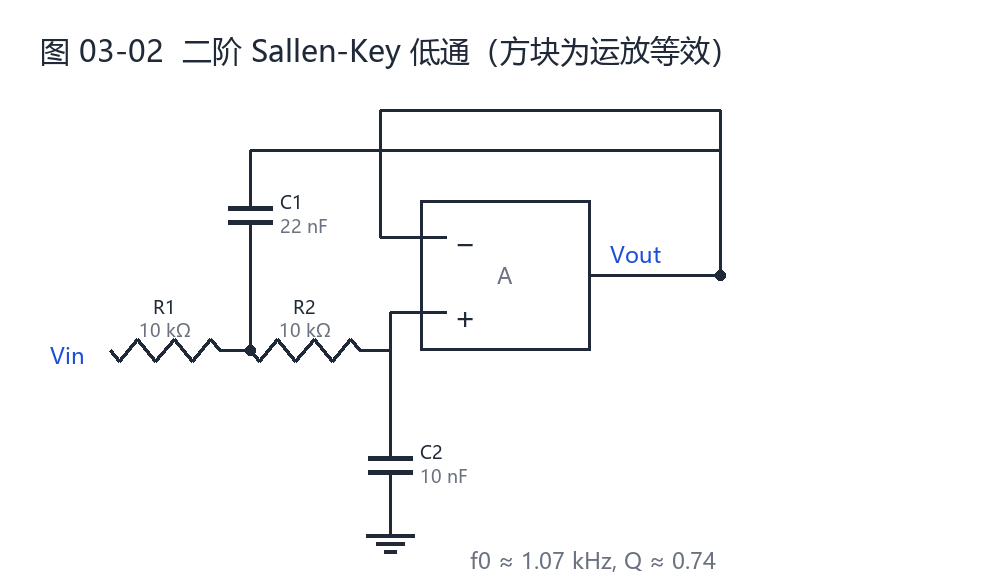 图 03-02 二阶 Sallen-Key 低通（方块为运放等效）
C1
22 nF
−
Vout
A
R1
10 kΩ
R2
10 kΩ
+
Vin
C2
10 nF
f0 ≈ 1.07 kHz, Q ≈ 0.74